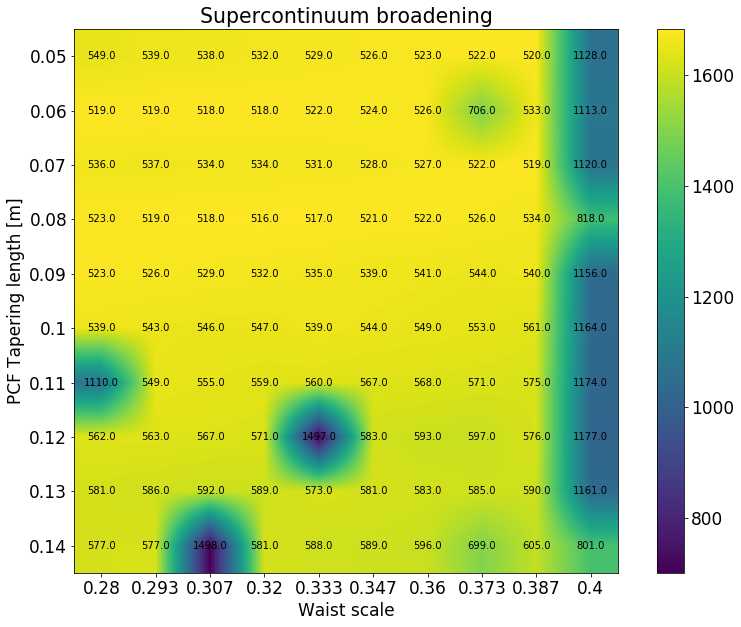 Supercontinuum broadening
0.05 549.0 539.0 538.0 532.0 529.0 526.0 523.0 522.0 520.0 1128.0
0.06 519.0 519.0 518.0 518.0 522.0 524.0 526.0 706.0 533.0 1113.0
0.07 536.0 537.0 534.0 534.0 531.0 528.0 527.0 522.0 519.0 1120.0
0.08 523.0 519.0 518.0 516.0 517.0 521.0 522.0 526.0 534.0 818.0
0.09 523.0 526.0 529.0 532.0 535.0 539.0 541.0 544.0 540.0 1156.0
0.1 539.0 543.0 546.0 547.0 539.0 544.0 549.0 553.0 561.0 1164.0
0.11 1110.0 549.0 555.0 559.0 560.0 567.0 568.0 571.0 575.0 1174.0
0.12 562.0 563.0 567.0 571.0 1497.0 583.0 593.0 597.0 576.0 1177.0
0.13 581.0 586.0 592.0 589.0 573.0 581.0 583.0 585.0 590.0 1161.0
0.14 577.0 577.0 1498.0 581.0 588.0 589.0 596.0 699.0 605.0 801.0
0.28 0.293 0.307 0.32 0.333 0.347 0.36 0.373 0.387 0.4
Waist scale
PCF Tapering length [m]
1600
1400
1200
1000
800